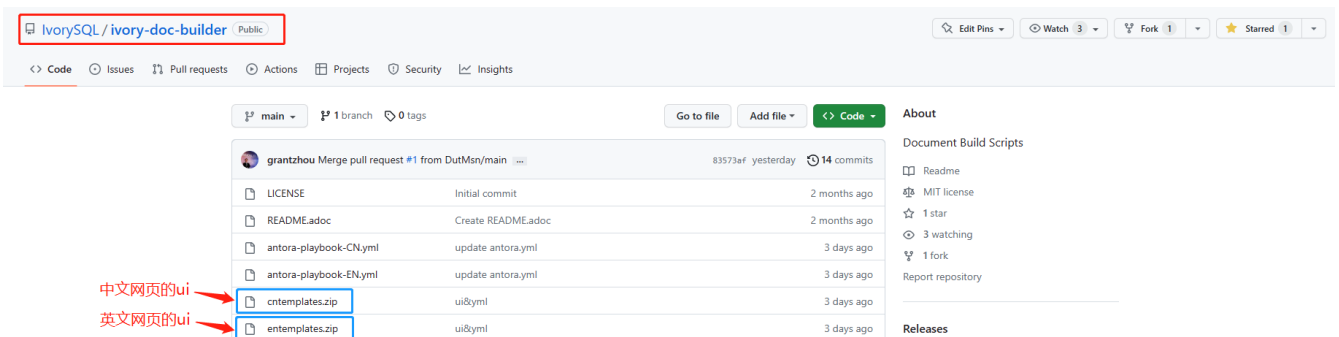 IvorySQL / ivory-doc-builder Public
Edit Pins Watch 3 Fork 1 Starred 1
Code Issues Pull requests Actions Projects Security Insights
main 1 branch 0 tags Go to file Add file Code
grantzhou Merge pull request #1 from DutMsn/main ... 83573af yesterday 14 commits
LICENSE Initial commit 2 months ago
README.adoc Create README.adoc 2 months ago
antora-playbook-CN.yml update antora.yml 3 days ago
antora-playbook-EN.yml update antora.yml 3 days ago
中文网页的ui cntemplates.zip ui&yml 3 days ago
英文网页的ui entemplates.zip ui&yml 3 days ago
About
Document Build Scripts
Readme
MIT license
1 star
3 watching
1 fork
Report repository
Releases